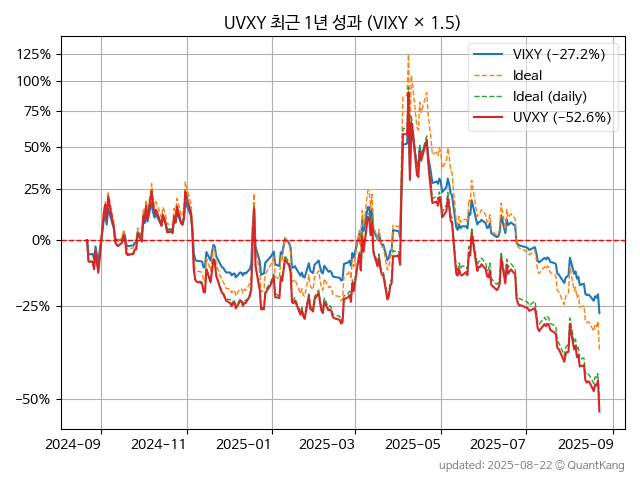 UVXY 최근 1년 성과 (VIXY × 1.5)
125%
100%
75%
50%
25%
0%
−25%
−50%
VIXY (−27.2%)
Ideal
Ideal (daily)
UVXY (−52.6%)
2024-09 2024-11 2025-01 2025-03 2025-05 2025-07 2025-09
updated: 2025-08-22 © QuantKang